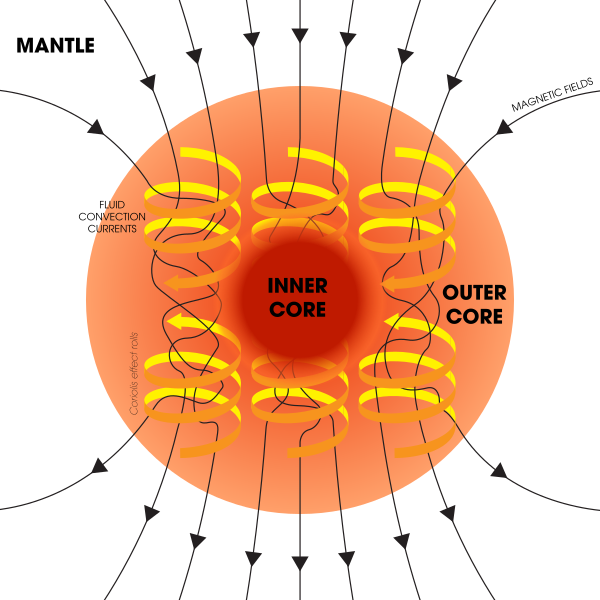 MANTLE
MAGNETIC FIELDS
FLUID
CONVECTION
CURRENTS
INNER
CORE
OUTER
CORE
Coriolis effect rolls